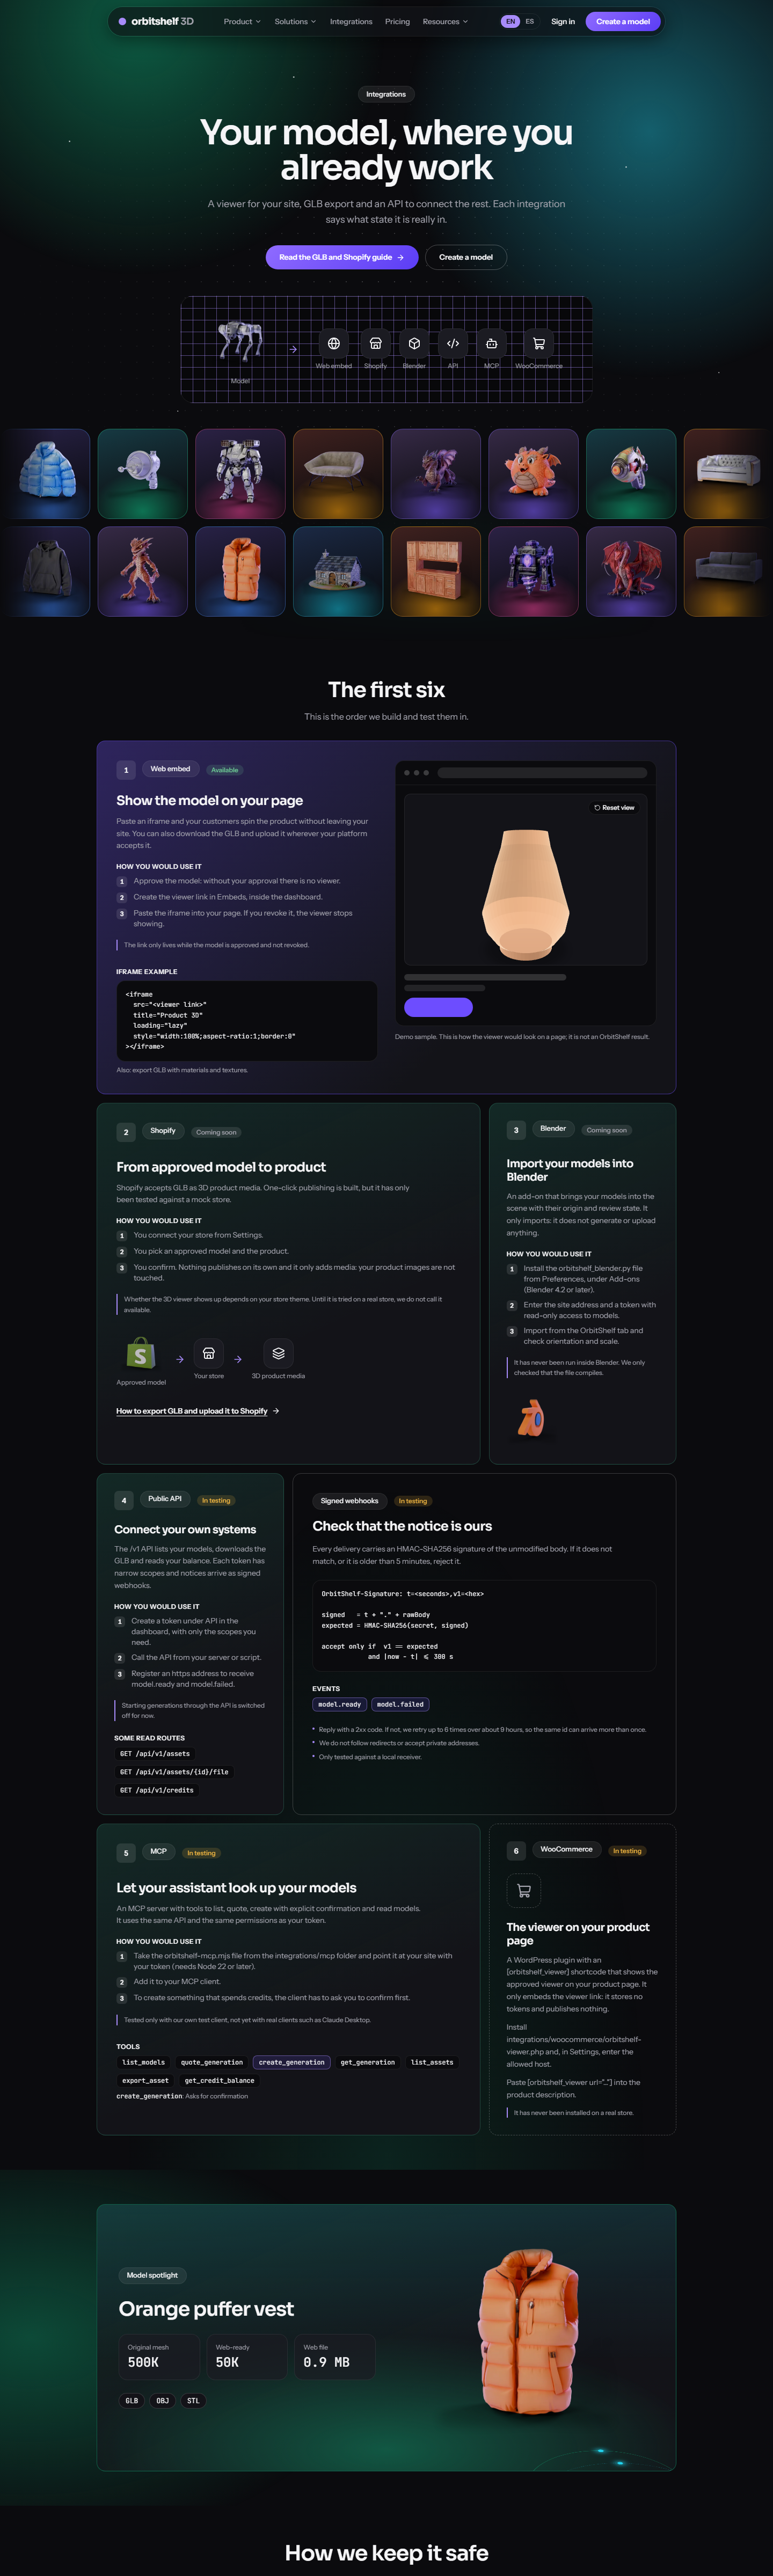 orbitshelf 3D
Product
Solutions
Integrations
Pricing
Resources
EN
ES
Sign in
Create a model
Integrations
Your model, where you
already work
A viewer for your site, GLB export and an API to connect the rest. Each integration
says what state it is really in.
Read the GLB and Shopify guide
Create a model
Model
Web embed
Shopify
Blender
API
MCP
WooCommerce
The first six
This is the order we build and test them in.
1
Web embed
Available
Show the model on your page
Paste an iframe and your customers spin the product without leaving your
site. You can also download the GLB and upload it wherever your platform
accepts it.
HOW YOU WOULD USE IT
1 Approve the model: without your approval there is no viewer.
2 Create the viewer link in Embeds, inside the dashboard.
3 Paste the iframe into your page. If you revoke it, the viewer stops
showing.
The link only lives while the model is approved and not revoked.
IFRAME EXAMPLE
<iframe
src="<viewer link>"
title="Product 3D"
loading="lazy"
style="width:100%;aspect-ratio:1;border:0"
></iframe>
Also: export GLB with materials and textures.
Reset view
Demo sample. This is how the viewer would look on a page; it is not an OrbitShelf result.
2
Shopify
Coming soon
From approved model to product
Shopify accepts GLB as 3D product media. One-click publishing is built, but it has only
been tested against a mock store.
HOW YOU WOULD USE IT
1 You connect your store from Settings.
2 You pick an approved model and the product.
3 You confirm. Nothing publishes on its own and it only adds media: your product images are not
touched.
Whether the 3D viewer shows up depends on your store theme. Until it is tried on a real store, we do not call it
available.
Approved model
Your store
3D product media
How to export GLB and upload it to Shopify
3
Blender
Coming soon
Import your models into
Blender
An add-on that brings your models into the
scene with their origin and review state. It
only imports: it does not generate or upload
anything.
HOW YOU WOULD USE IT
1 Install the orbitshelf_blender.py file
from Preferences, under Add-ons
(Blender 4.2 or later).
2 Enter the site address and a token with
read-only access to models.
3 Import from the OrbitShelf tab and
check orientation and scale.
It has never been run inside Blender. We only
checked that the file compiles.
4
Public API
In testing
Connect your own systems
The /v1 API lists your models, downloads the
GLB and reads your balance. Each token has
narrow scopes and notices arrive as signed
webhooks.
HOW YOU WOULD USE IT
1 Create a token under API in the
dashboard, with only the scopes you
need.
2 Call the API from your server or script.
3 Register an https address to receive
model.ready and model.failed.
Starting generations through the API is switched
off for now.
SOME READ ROUTES
GET /api/v1/assets
GET /api/v1/assets/{id}/file
GET /api/v1/credits
Signed webhooks
In testing
Check that the notice is ours
Every delivery carries an HMAC-SHA256 signature of the unmodified body. If it does not
match, or it is older than 5 minutes, reject it.
OrbitShelf-Signature: t=<seconds>,v1=<hex>
signed = t + "." + rawBody
expected = HMAC-SHA256(secret, signed)
accept only if v1 == expected
and |now - t| <= 300 s
EVENTS
model.ready
model.failed
Reply with a 2xx code. If not, we retry up to 6 times over about 9 hours, so the same id can arrive more than once.
We do not follow redirects or accept private addresses.
Only tested against a local receiver.
5
MCP
In testing
Let your assistant look up your models
An MCP server with tools to list, quote, create with explicit confirmation and read models.
It uses the same API and the same permissions as your token.
HOW YOU WOULD USE IT
1 Take the orbitshelf-mcp.mjs file from the integrations/mcp folder and point it at your site with
your token (needs Node 22 or later).
2 Add it to your MCP client.
3 To create something that spends credits, the client has to ask you to confirm first.
Tested only with our own test client, not yet with real clients such as Claude Desktop.
TOOLS
list_models
quote_generation
create_generation
get_generation
list_assets
export_asset
get_credit_balance
create_generation: Asks for confirmation
6
WooCommerce
In testing
The viewer on your product
page
A WordPress plugin with an
[orbitshelf_viewer] shortcode that shows the
approved viewer on your product page. It
only embeds the viewer link: it stores no
tokens and publishes nothing.
Install
integrations/woocommerce/orbitshelf-
viewer.php and, in Settings, enter the
allowed host.
Paste [orbitshelf_viewer url="..."] into the
product description.
It has never been installed on a real store.
Model spotlight
Orange puffer vest
Original mesh
500K
Web-ready
50K
Web file
0.9 MB
GLB
OBJ
STL
How we keep it safe